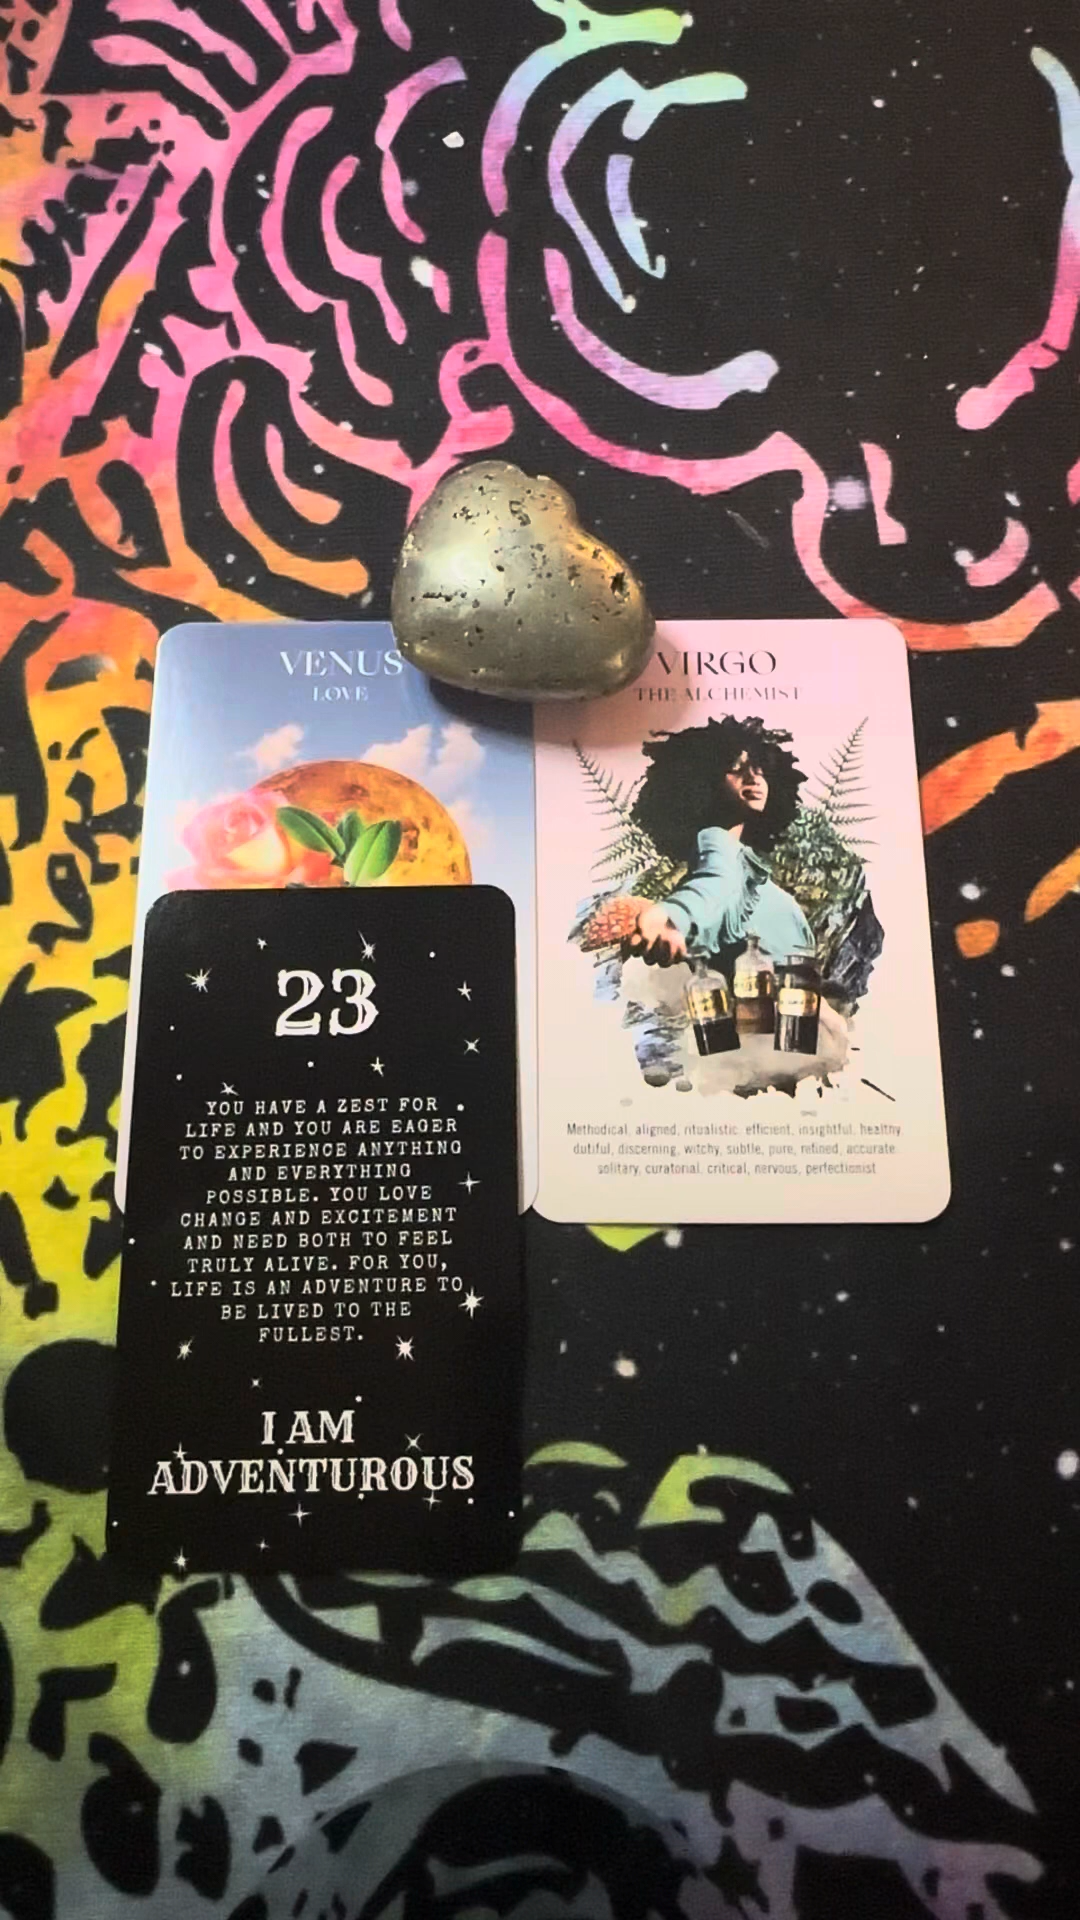 VENUS
LOVE
VIRGO
THE ALCHEMIST
Methodical, aligned, ritualistic, efficient, insightful, healthy
dutiful, discerning, witchy, subtle, pure, refined, accurate
solitary, curatorial, critical, nervous, perfectionist
23
YOU HAVE A ZEST FOR
LIFE AND YOU ARE EAGER
TO EXPERIENCE ANYTHING
AND EVERYTHING
POSSIBLE. YOU LOVE
CHANGE AND EXCITEMENT
AND NEED BOTH TO FEEL
TRULY ALIVE. FOR YOU,
LIFE IS AN ADVENTURE TO
BE LIVED TO THE
FULLEST.
I AM
ADVENTUROUS